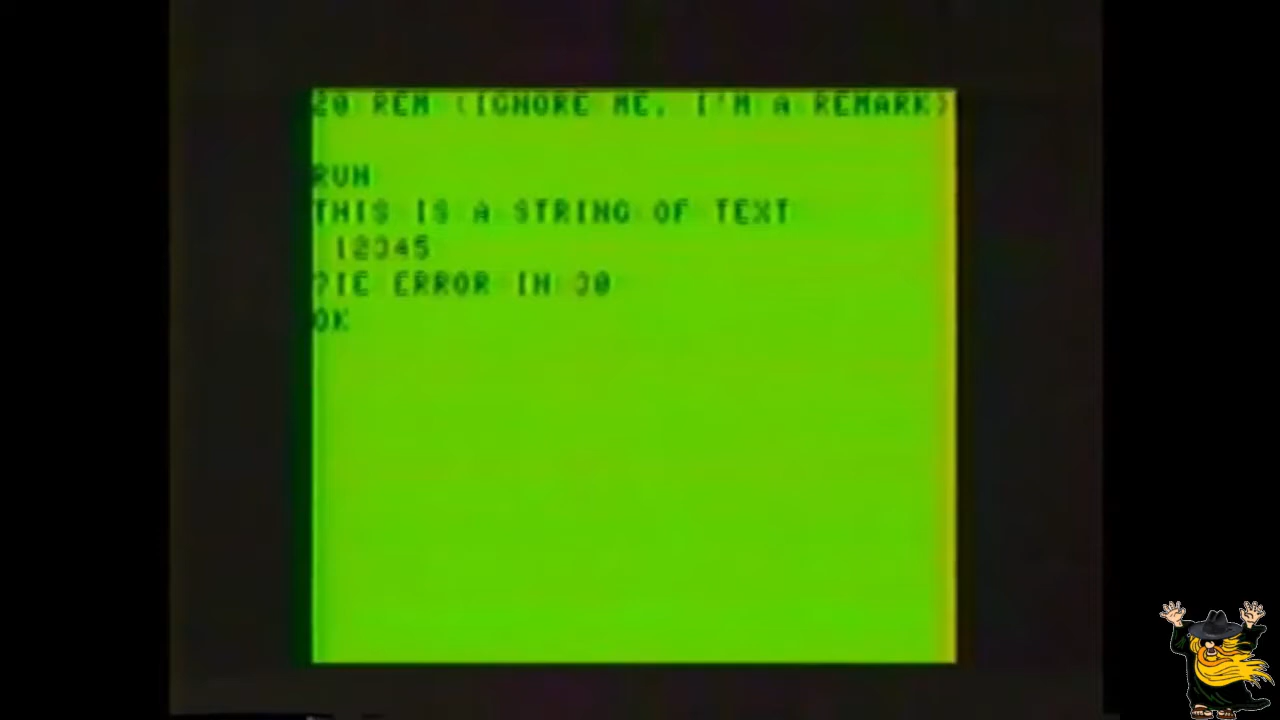 20 REM (IGNORE ME, I'M A REMARK)
RUN
THIS IS A STRING OF TEXT
12345
?IE ERROR IN 30
OK